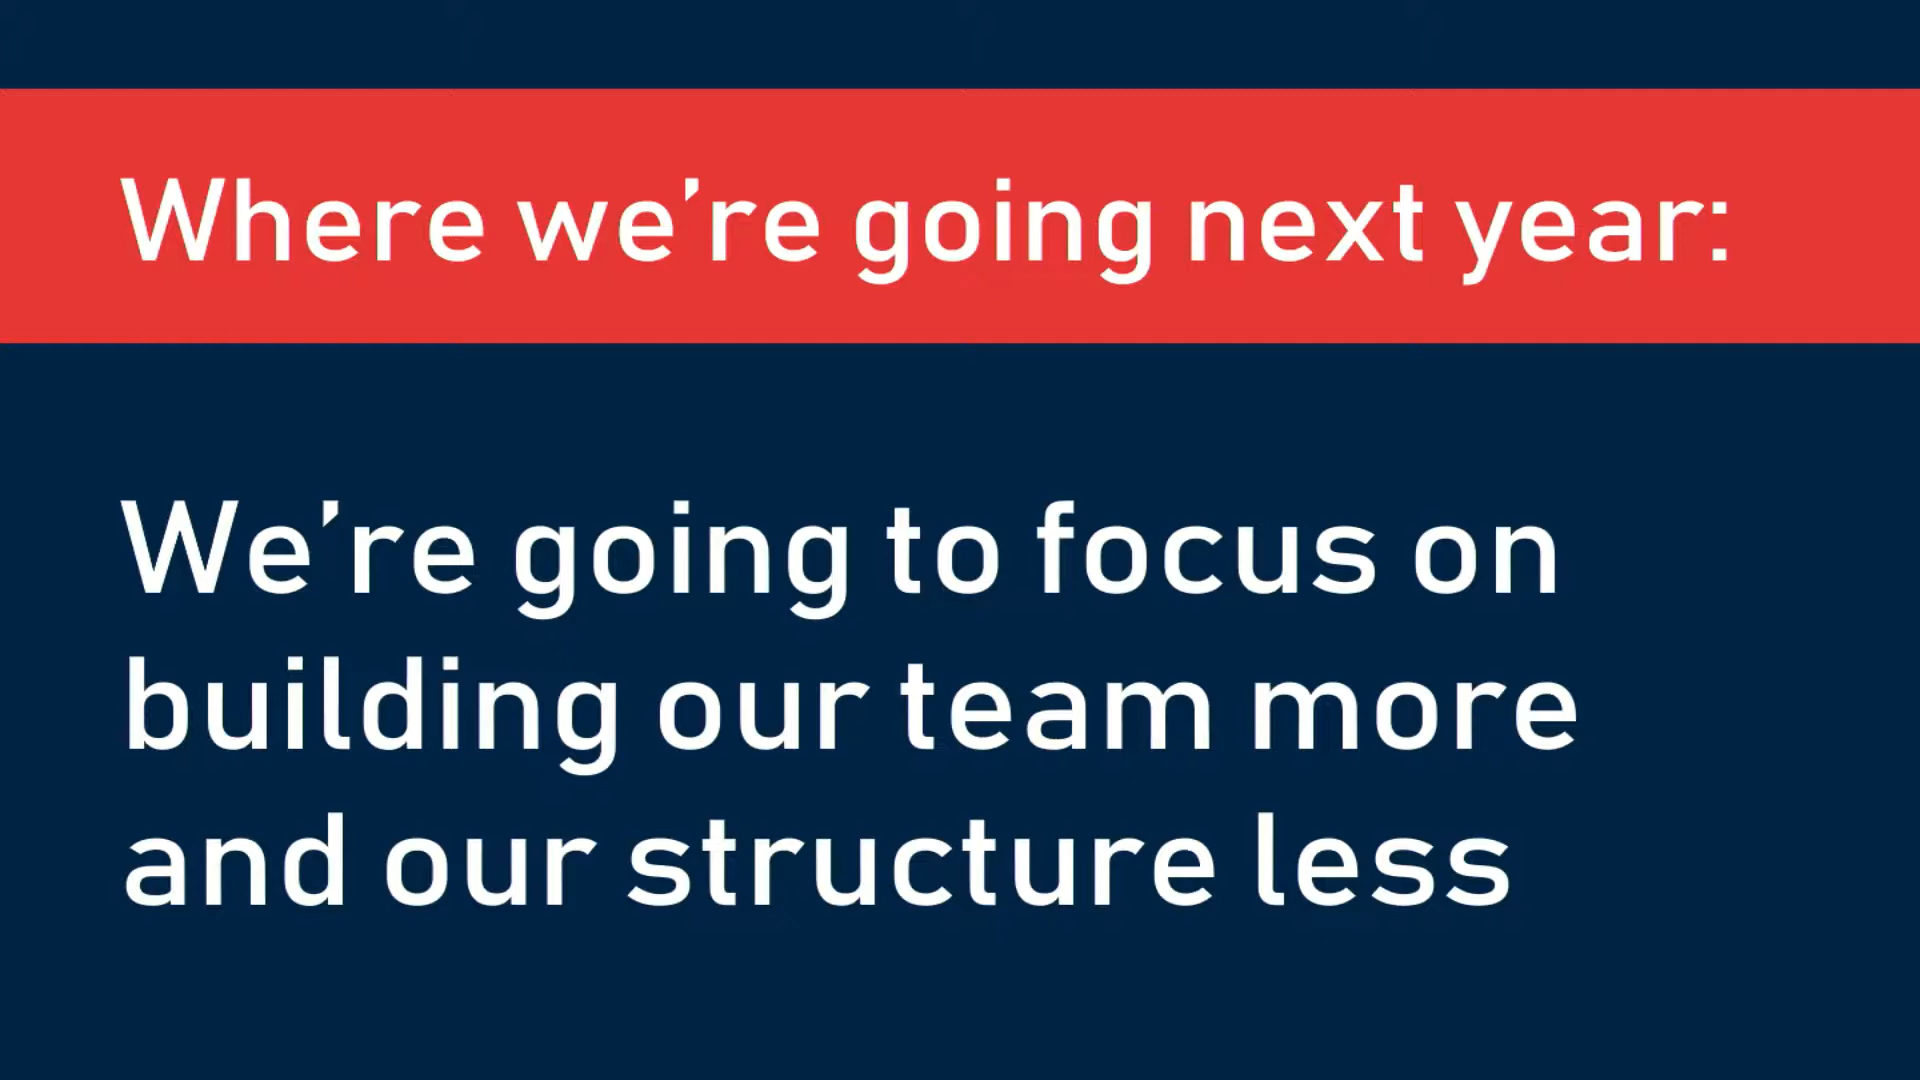 Where we’re going next year:
We’re going to focus on
building our team more
and our structure less